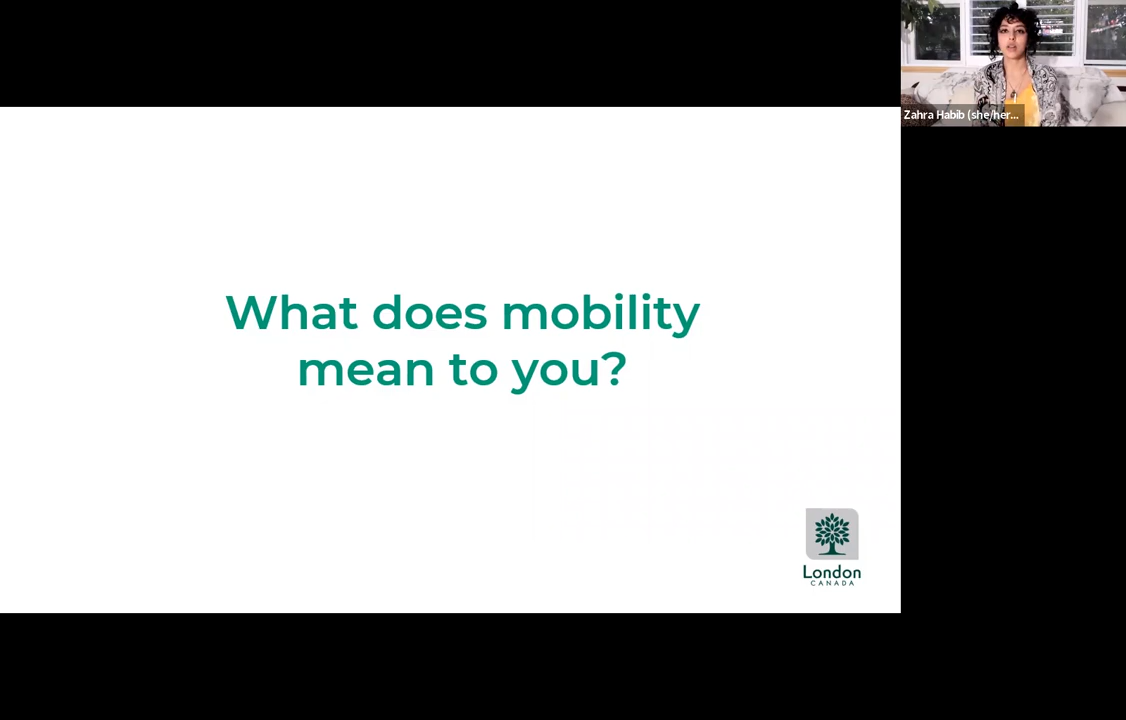 Zahra Habib (she/her...
What does mobility
mean to you?
London
CANADA